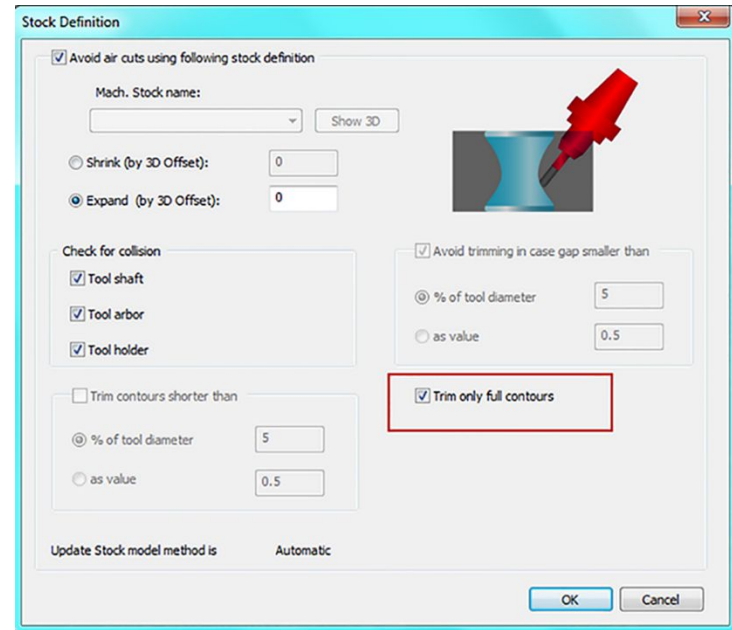 Stock Definition
Avoid air cuts using following stock definition
Mach. Stock name:
Show 3D
Shrink (by 3D Offset):
0
Expand (by 3D Offset):
0
Check for collision
Tool shaft
Tool arbor
Tool holder
Avoid trimming in case gap smaller than
% of tool diameter
5
as value
0.5
Trim contours shorter than
% of tool diameter
5
as value
0.5
Trim only full contours
Update Stock model method is
Automatic
OK
Cancel